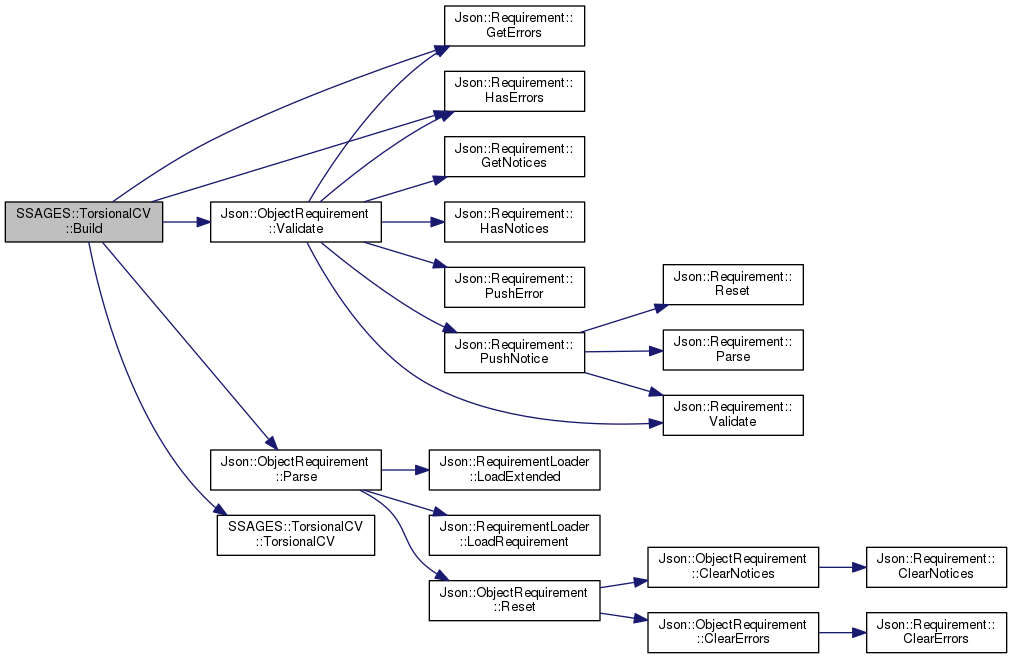 Json::Requirement::
GetErrors
Json::Requirement::
HasErrors
Json::Requirement::
GetNotices
SSAGES::TorsionalCV
::Build
Json::ObjectRequirement
::Validate
Json::Requirement::
HasNotices
Json::Requirement::
PushError
Json::Requirement::
Reset
Json::Requirement::
PushNotice
Json::Requirement::
Parse
Json::Requirement::
Validate
Json::ObjectRequirement
::Parse
Json::RequirementLoader
::LoadExtended
SSAGES::TorsionalCV
::TorsionalCV
Json::RequirementLoader
::LoadRequirement
Json::ObjectRequirement
::Reset
Json::ObjectRequirement
::ClearNotices
Json::Requirement::
ClearNotices
Json::ObjectRequirement
::ClearErrors
Json::Requirement::
ClearErrors